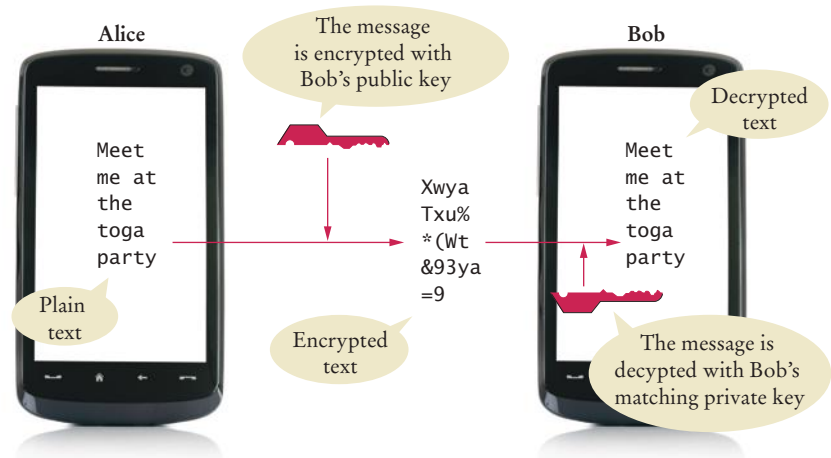 Alice
The message
is encrypted with
Bob's public key
Bob
Decrypted
text
Meet
me at
the
toga
party
Xwya
Txu%
*(Wt
&93ya
=9
Meet
me at
the
toga
party
Plain
text
Encrypted
text
The message is
decypted with Bob's
matching private key